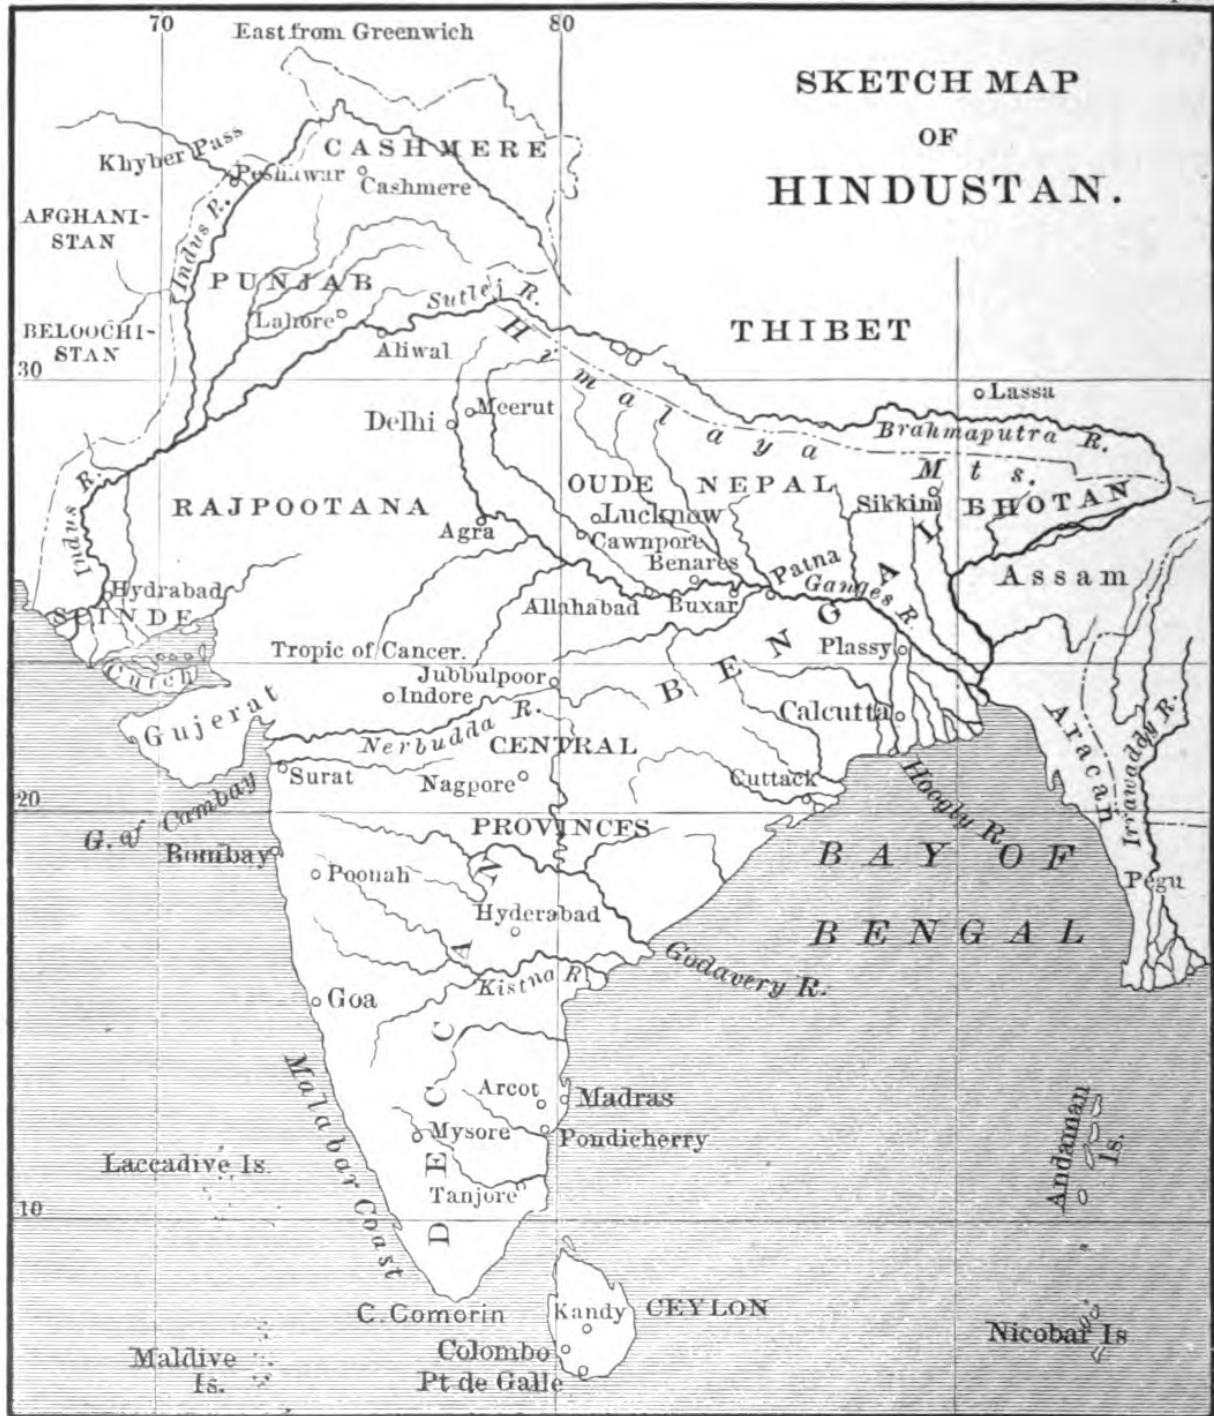 70
80
East from Greenwich
SKETCH MAP
OF
HINDUSTAN.
Khyber Pass
CASHMERE
Peshawar
Cashmere
AFGHANI-
STAN
Indus R.
PUNJAB
Sutlej R.
Lahore
THIBET
BELOOCHI-
STAN
Aliwal
30
Himalaya Mts.
Lassa
Meerut
Delhi
Brahmaputra R.
Indus R.
RAJPOOTANA
OUDE
NEPAL
Sikkim
BHOTAN
Lucknow
Agra
Cawnpore
Benares
Patna
Assam
Hydrabad
Allahabad
Buxar
Ganges R.
SCINDE
Tropic of Cancer.
Plassy
Cutch
Jubbulpoor
BENGAL
Indore
Gujerat
Calcutta
Nerbudda R.
CENTRAL
Aracan
Irrawaddy R.
Surat
Nagpore
Cuttack
Hoogly R.
20
G. of Cambay
PROVINCES
Bombay
BAY OF
Poonah
Pegu
Hyderabad
BENGAL
Godavery R.
Kistna R
Goa
DECCAN
Malabar Coast
Arcot
Madras
Andaman
Is.
Mysore
Pondicherry
Laccadive Is.
Tanjore
10
C. Comorin
Kandy
CEYLON
Nicobar Is
Maldive
Is.
Colombo
Pt de Galle